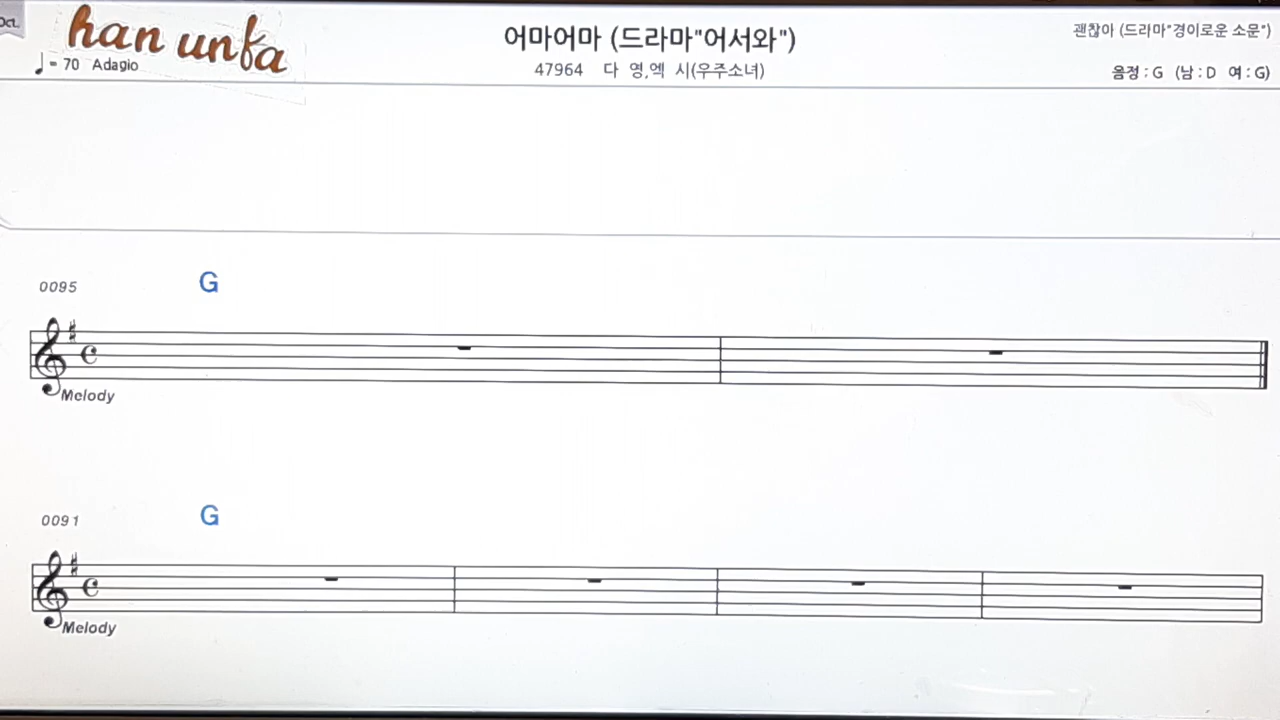 Oct.
han unfa
= 70 Adagio
어마어마 (드라마"어서와")
47964 다 영,엑 시(우주소녀)
괜찮아 (드라마"경이로운 소문")
음정 : G (남 : D 여 : G)
0095 G
Melody
0091 G
Melody